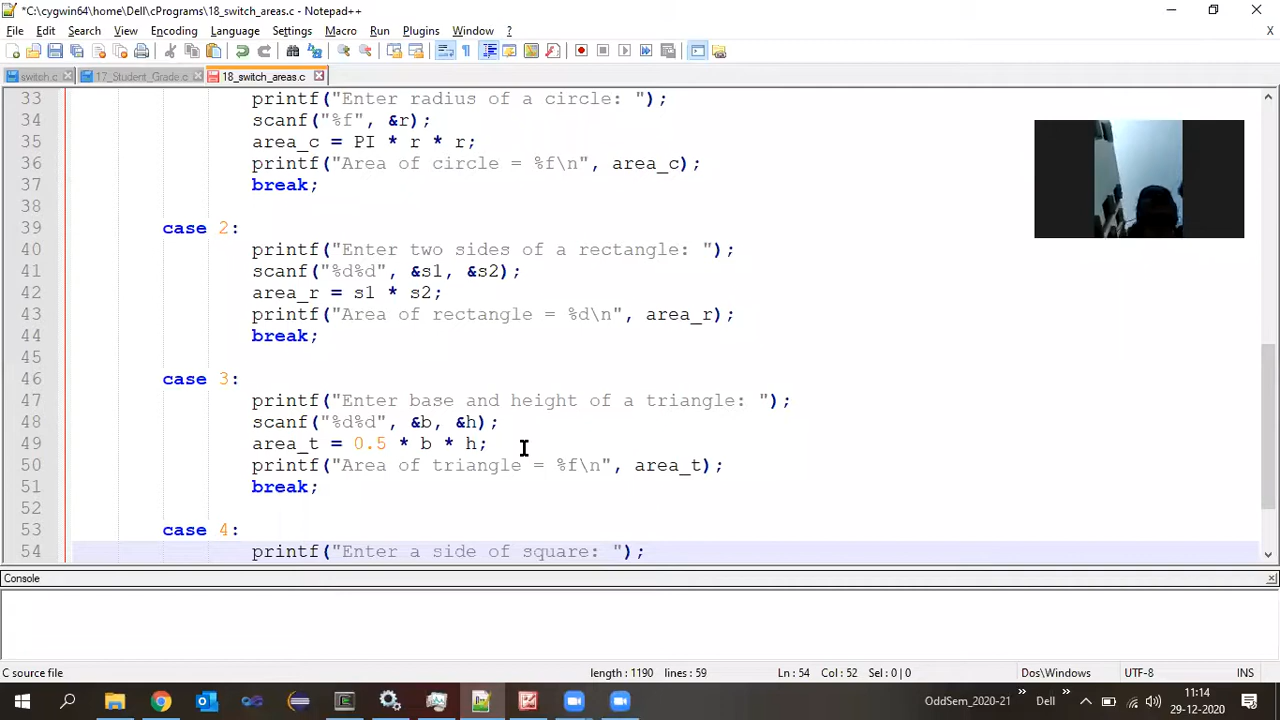 *C:\cygwin64\home\Dell\cPrograms\18_switch_areas.c - Notepad++
File Edit Search View Encoding Language Settings Macro Run Plugins Window ? X
switch.c 17_Student_Grade.c 18_switch_areas.c
33 printf("Enter radius of a circle: ");
34 scanf("%f", &r);
35 area_c = PI * r * r;
36 printf("Area of circle = %f\n", area_c);
37 break;
38
39 case 2:
40 printf("Enter two sides of a rectangle: ");
41 scanf("%d%d", &s1, &s2);
42 area_r = s1 * s2;
43 printf("Area of rectangle = %d\n", area_r);
44 break;
45
46 case 3:
47 printf("Enter base and height of a triangle: ");
48 scanf("%d%d", &b, &h);
49 area_t = 0.5 * b * h;
50 printf("Area of triangle = %f\n", area_t);
51 break;
52
53 case 4:
54 printf("Enter a side of square: ");
Console
C source file length : 1190 lines : 59 Ln : 54 Col : 52 Sel : 0 | 0 Dos\Windows UTF-8 INS
OddSem_2020-21 Dell 11:14
29-12-2020